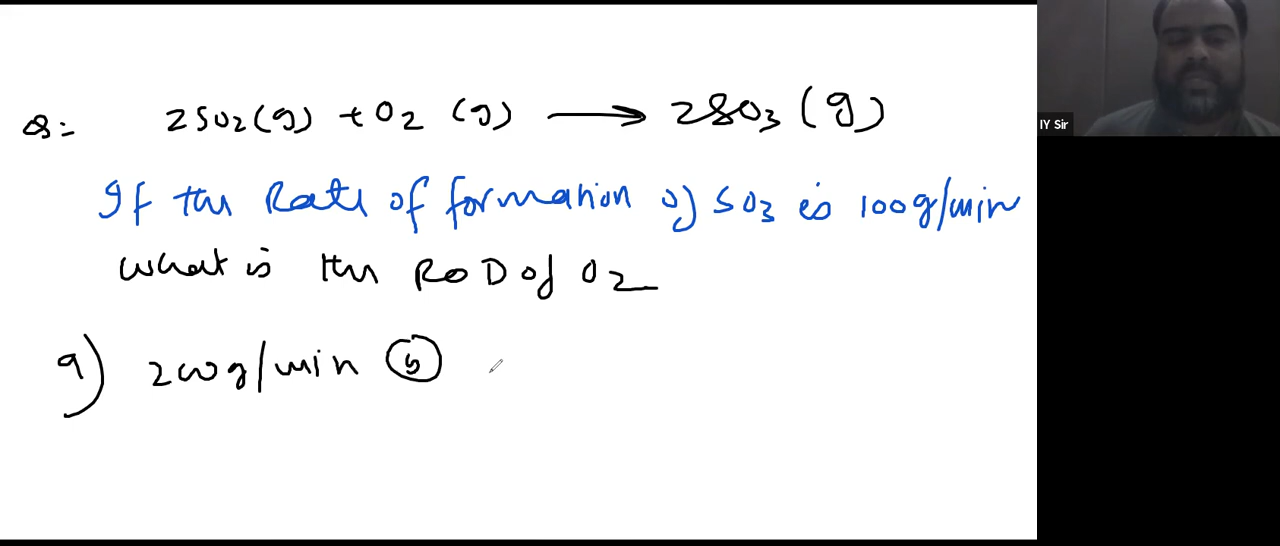 Q: 2SO2(g) + O2 (g) ⟶ 2SO3 (g)
If the Rate of formation of SO3 is 100g/min
what is the RoD of O2
a) 200g/min b
IY Sir